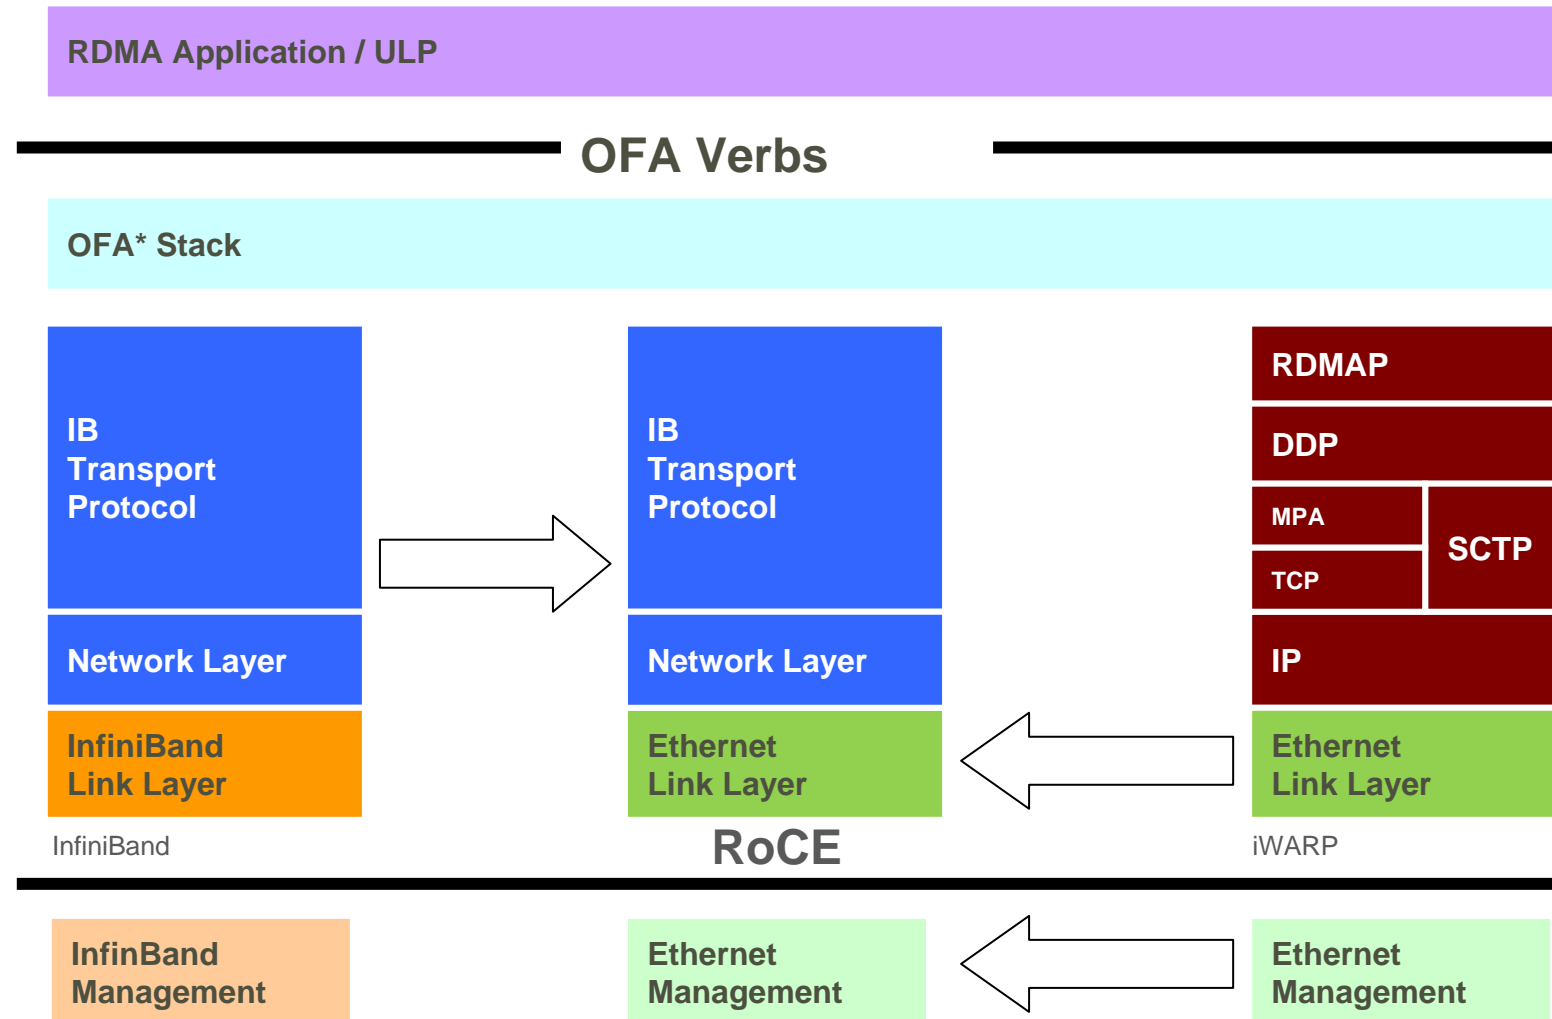 RDMA Application / ULP
OFA Verbs
OFA* Stack
IB
Transport
Protocol
Network Layer
InfiniBand
Link Layer
InfiniBand
IB
Transport
Protocol
Network Layer
Ethernet
Link Layer
RoCE
RDMAP
DDP
MPA
TCP
SCTP
IP
Ethernet
Link Layer
iWARP
InfinBand
Management
Ethernet
Management
Ethernet
Management